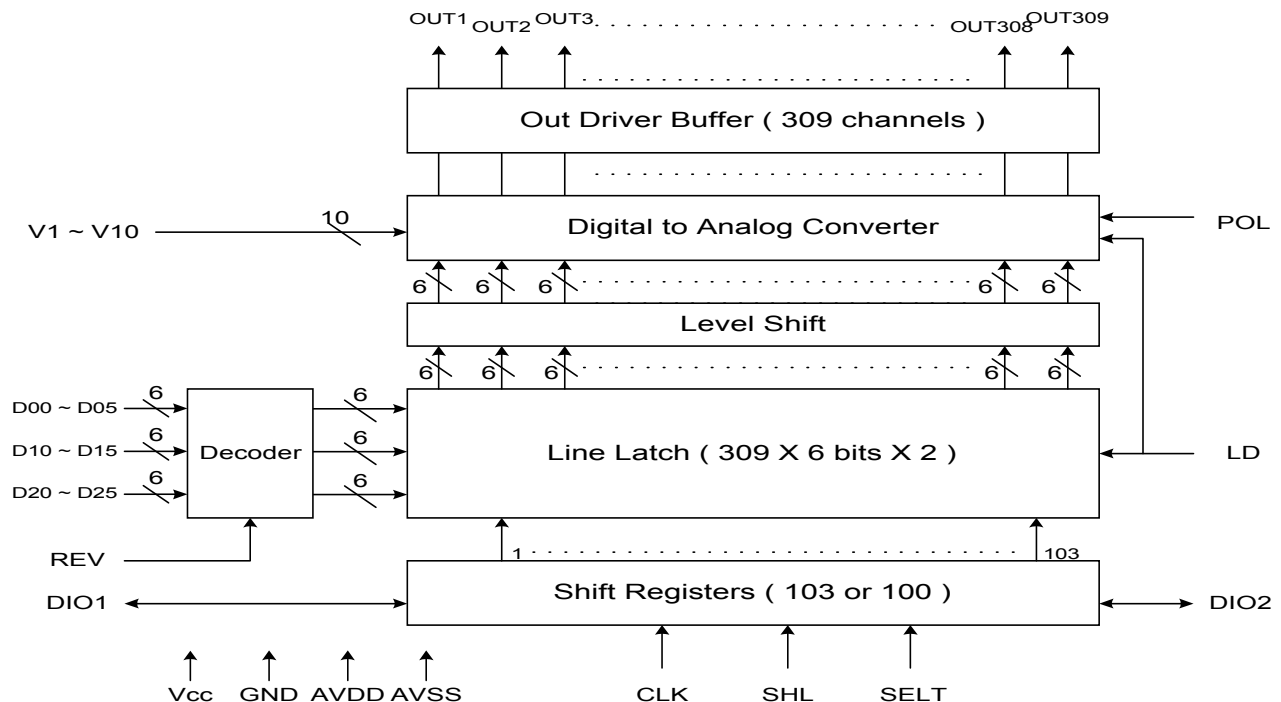 OUT1 OUT2 OUT3 OUT308 OUT309
Out Driver Buffer ( 309 channels )
V1 ~ V10 10 Digital to Analog Converter POL
6 6 6 6 6
Level Shift
6 6 6 6 6
D00 ~ D05 6 6
D10 ~ D15 6 Decoder 6 Line Latch ( 309 X 6 bits X 2 ) LD
D20 ~ D25 6 6
REV 1 103
DIO1 Shift Registers ( 103 or 100 ) DIO2
Vcc GND AVDD AVSS CLK SHL SELT